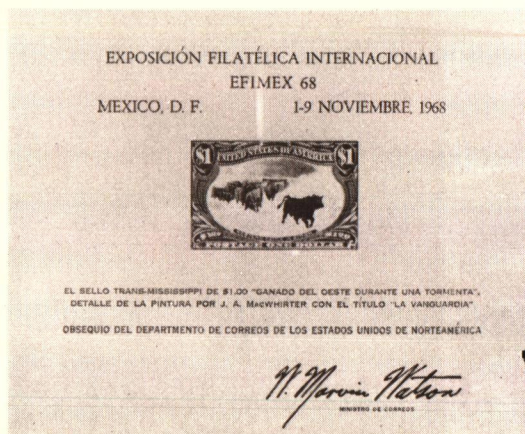 EXPOSICIÓN FILATÉLICA INTERNACIONAL
EFIMEX 68
MEXICO, D. F. 1-9 NOVIEMBRE, 1968
$1 UNITED STATES OF AMERICA $1
POSTAGE ONE DOLLAR
EL SELLO TRANS-MISSISSIPPI DE $1.00 "GANADO DEL OESTE DURANTE UNA TORMENTA",
DETALLE DE LA PINTURA POR J. A. MACWHIRTER CON EL TÍTULO "LA VANGUARDIA"
OBSEQUIO DEL DEPARTMENTO DE CORREOS DE LOS ESTADOS UNIDOS DE NORTEAMÉRICA
W. Marvin Watson
MINISTRO DE CORREOS